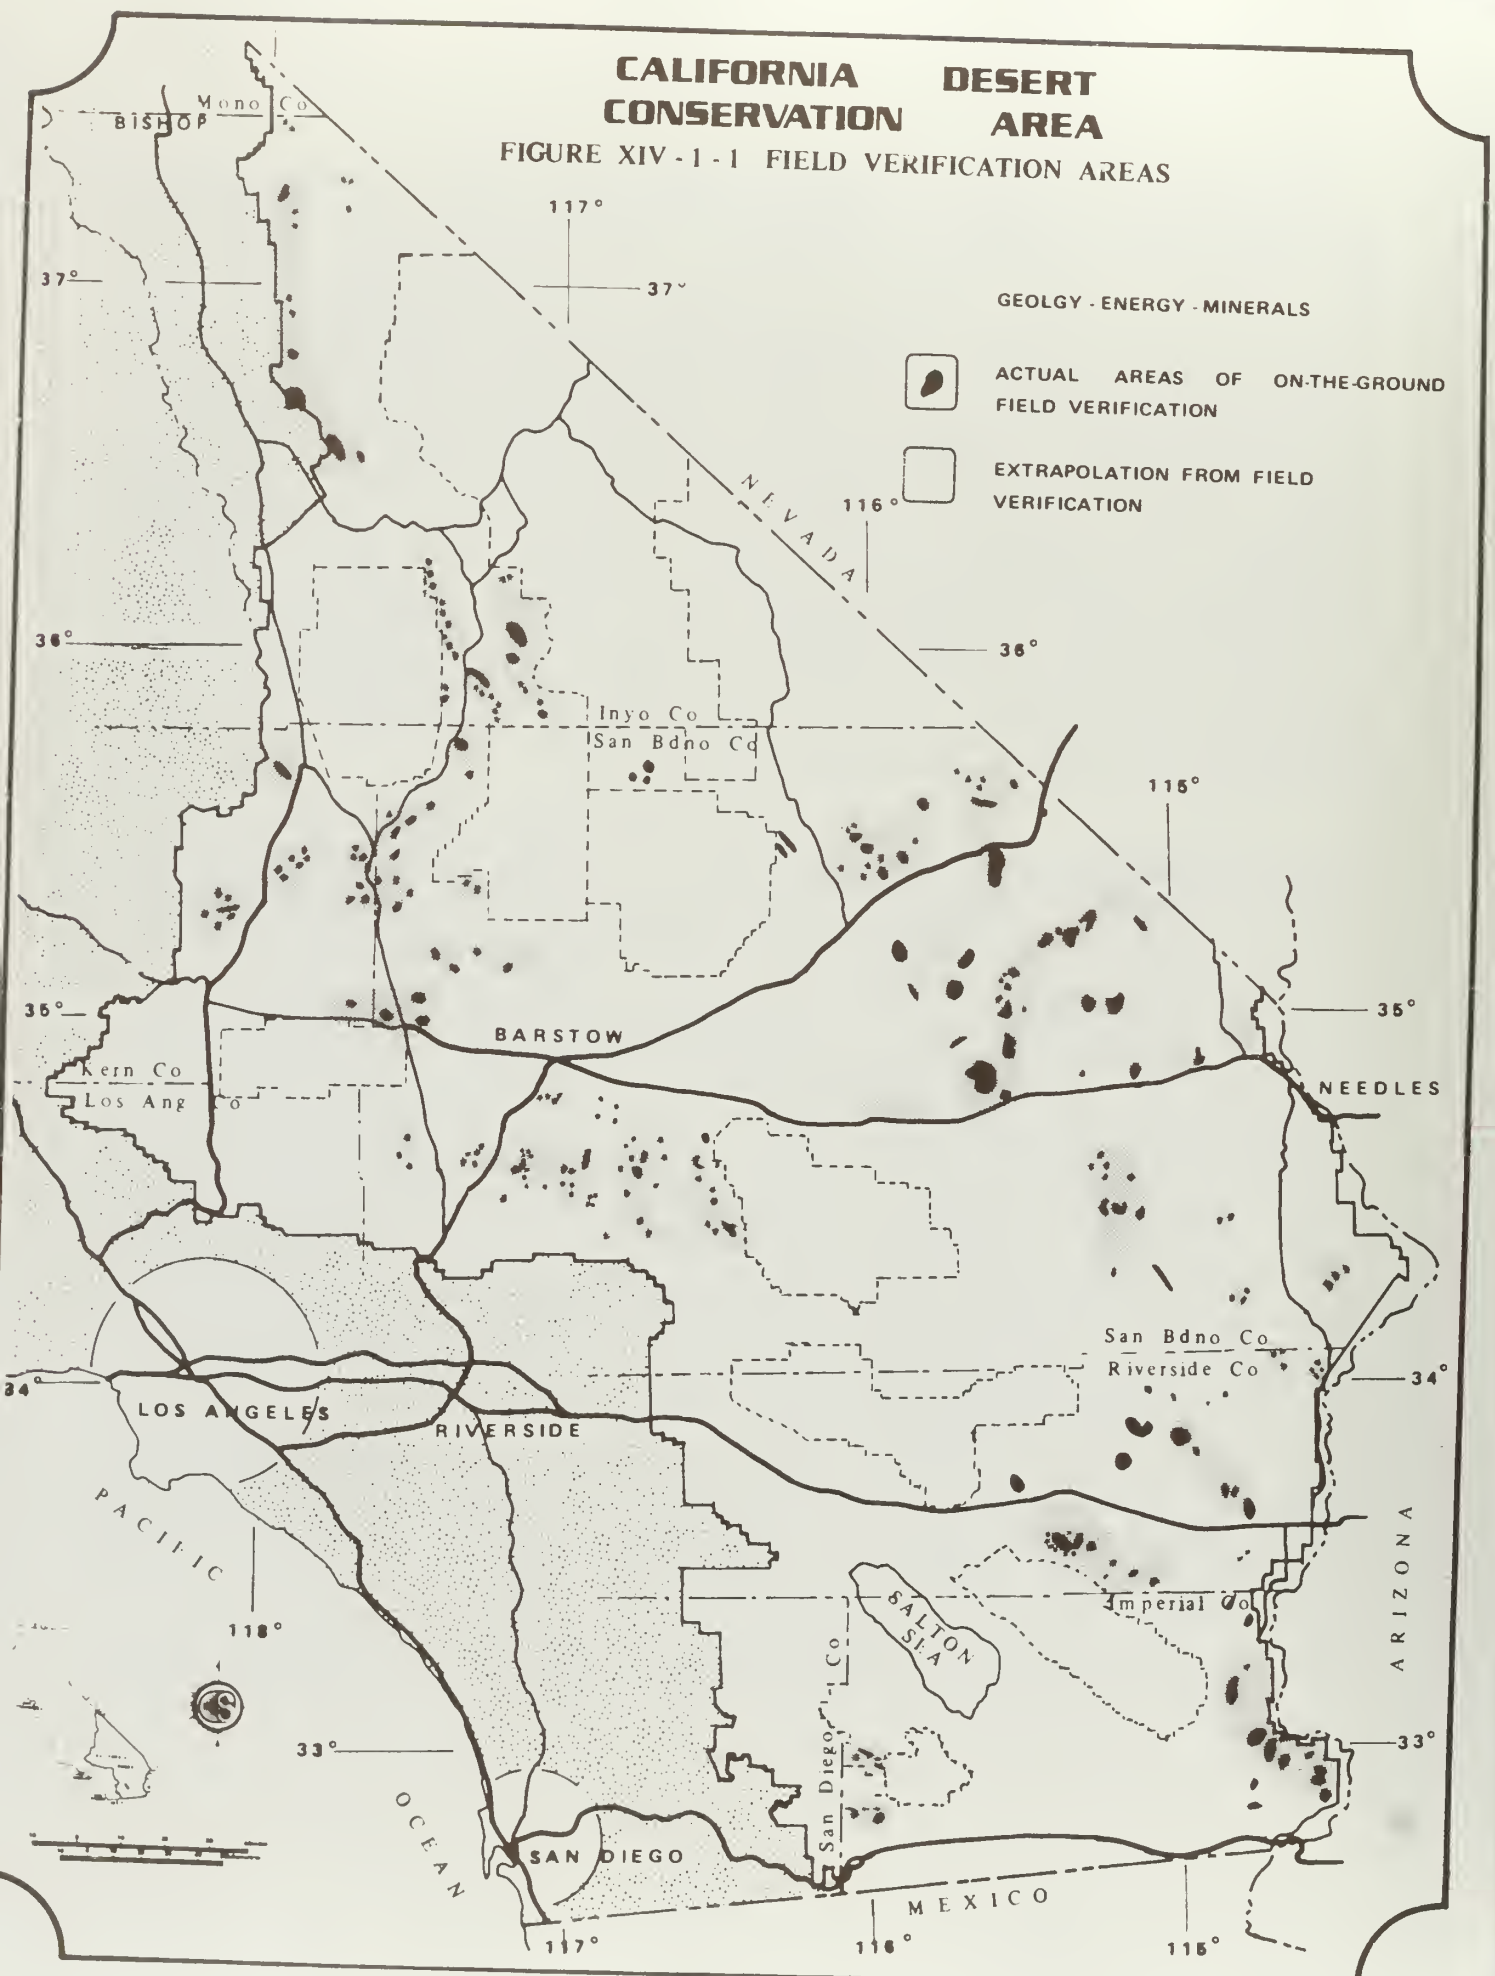 CALIFORNIA DESERT
CONSERVATION AREA
FIGURE XIV-1-1 FIELD VERIFICATION AREAS
Mono Co
BISHOP
117°
37°
37°
GEOLGY - ENERGY - MINERALS
ACTUAL AREAS OF ON-THE-GROUND
FIELD VERIFICATION
EXTRAPOLATION FROM FIELD
VERIFICATION
NEVADA
116°
36°
36°
Inyo Co
San Bdno Co
115°
35°
35°
BARSTOW
Kern Co
Los Ang Co
NEEDLES
San Bdno Co
Riverside Co
34°
34°
LOS ANGELES
RIVERSIDE
PACIFIC
OCEAN
ARIZONA
118°
Imperial Co
SALTON
SEA
San Diego Co
33°
33°
SAN DIEGO
MEXICO
117°
116°
115°